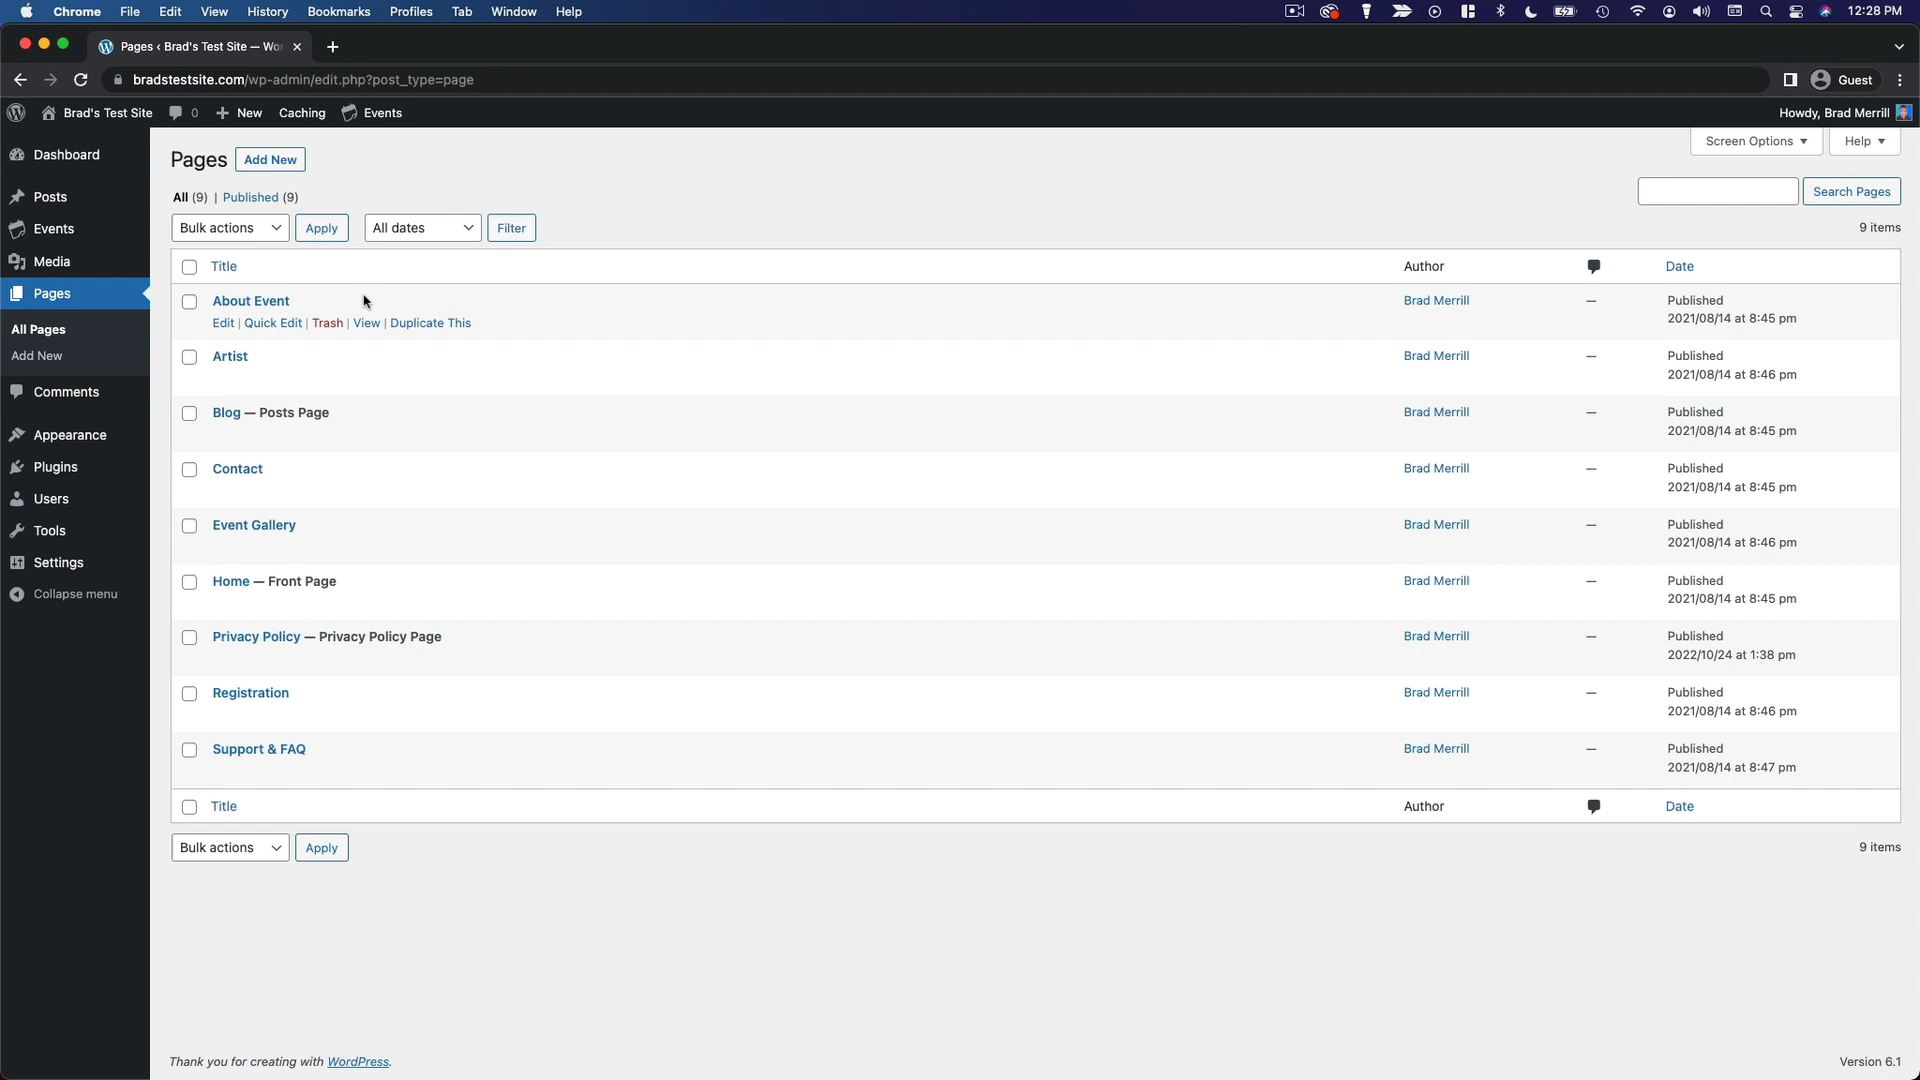 Chrome File Edit View History Bookmarks Profiles Tab Window Help 12:28 PM
Pages ‹ Brad's Test Site — Wor
bradstestsite.com/wp-admin/edit.php?post_type=page Guest
Brad's Test Site 0 New Caching Events Howdy, Brad Merrill
Dashboard
Posts
Events
Media
Pages
All Pages
Add New
Comments
Appearance
Plugins
Users
Tools
Settings
Collapse menu
Screen Options Help
Pages Add New
All (9) | Published (9)
Search Pages
Bulk actions Apply All dates Filter 9 items
Title Author Date
About Event Brad Merrill — Published
2021/08/14 at 8:45 pm
Edit | Quick Edit | Trash | View | Duplicate This
Artist Brad Merrill — Published
2021/08/14 at 8:46 pm
Blog — Posts Page Brad Merrill — Published
2021/08/14 at 8:45 pm
Contact Brad Merrill — Published
2021/08/14 at 8:45 pm
Event Gallery Brad Merrill — Published
2021/08/14 at 8:46 pm
Home — Front Page Brad Merrill — Published
2021/08/14 at 8:45 pm
Privacy Policy — Privacy Policy Page Brad Merrill — Published
2022/10/24 at 1:38 pm
Registration Brad Merrill — Published
2021/08/14 at 8:46 pm
Support & FAQ Brad Merrill — Published
2021/08/14 at 8:47 pm
Title Author Date
Bulk actions Apply 9 items
Thank you for creating with WordPress. Version 6.1